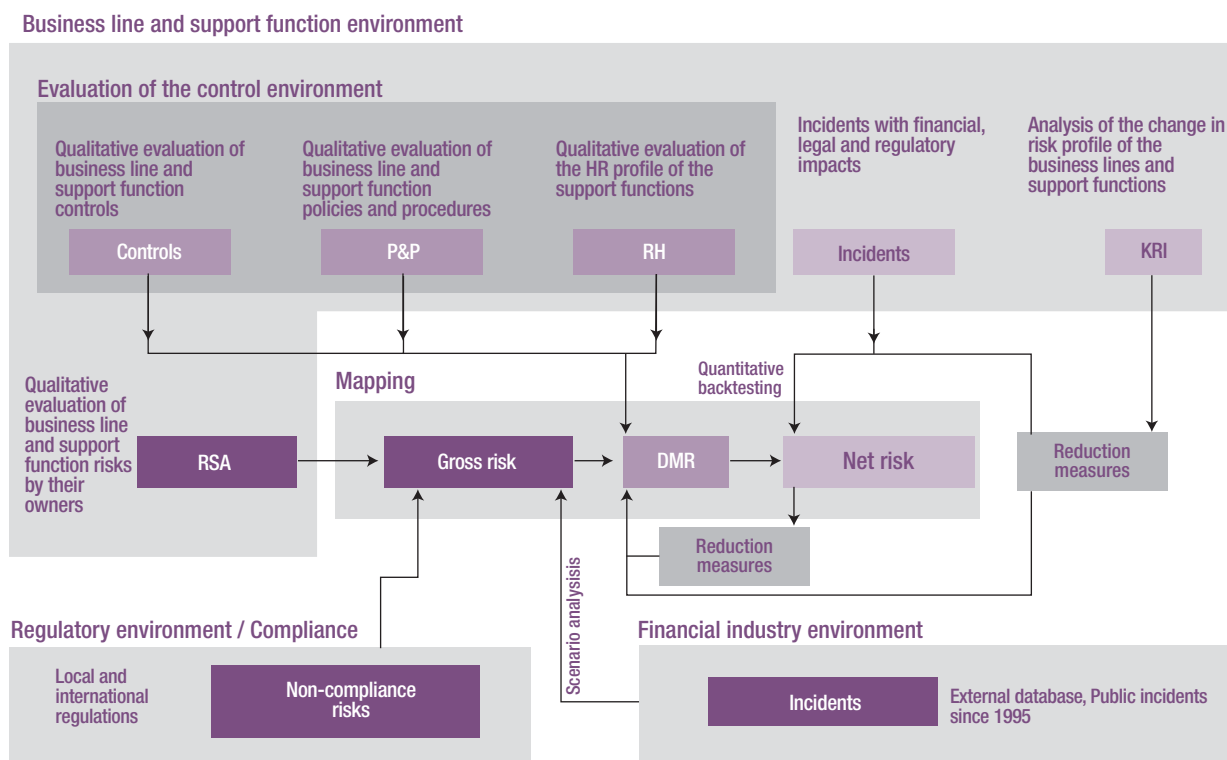 Business line and support function environment
Evaluation of the control environment
Qualitative evaluation of
business line and
support function
controls
Controls
Qualitative evaluation of
business line and
support function
policies and procedures
P&P
Qualitative evaluation of
the HR profile of the
support functions
RH
Incidents with financial,
legal and regulatory
impacts
Incidents
Analysis of the change in
risk profile of the
business lines and
support functions
KRI
Qualitative
evaluation of
business line
and support
function risks
by their
owners
RSA
Mapping
Quantitative
backtesting
Gross risk
DMR
Net risk
Reduction
measures
Reduction
measures
Scenario analysisis
Regulatory environment / Compliance
Local and
international
regulations
Non-compliance
risks
Financial industry environment
Incidents
External database, Public incidents
since 1995